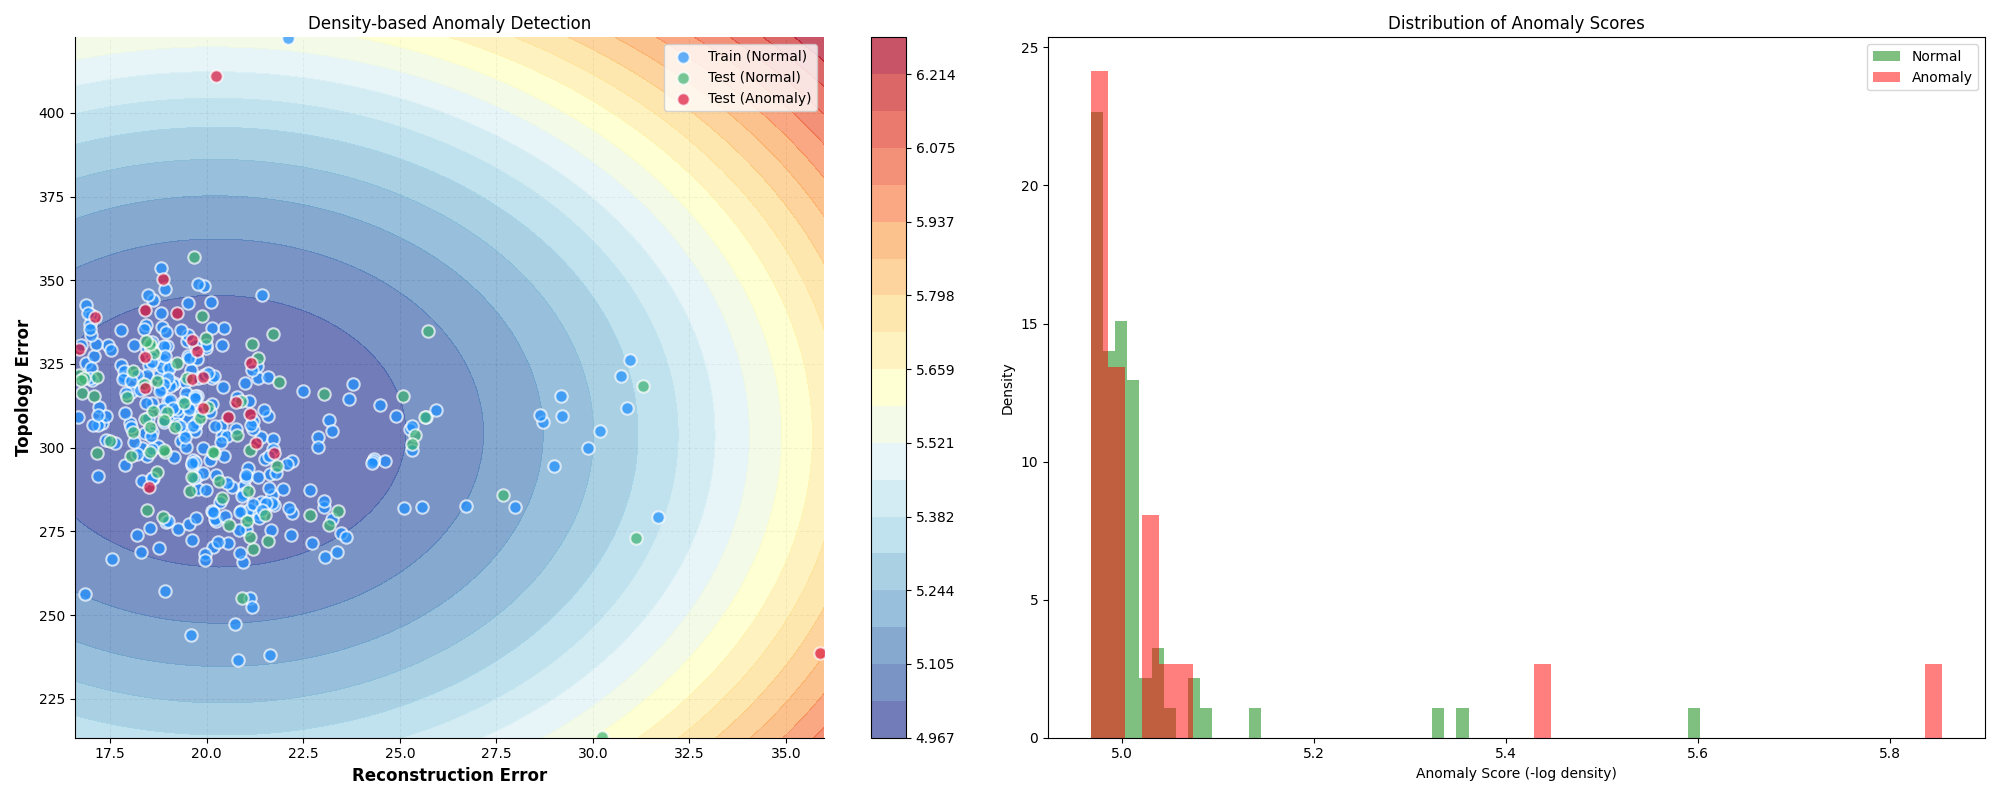 Density-based Anomaly Detection
Topology Error
400
375
350
325
300
275
250
225
17.5 20.0 22.5 25.0 27.5 30.0 32.5 35.0
Reconstruction Error
Train (Normal)
Test (Normal)
Test (Anomaly)
6.214
6.075
5.937
5.798
5.659
5.521
5.382
5.244
5.105
4.967
Distribution of Anomaly Scores
Density
25
20
15
10
5
0
5.0 5.2 5.4 5.6 5.8
Anomaly Score (-log density)
Normal
Anomaly